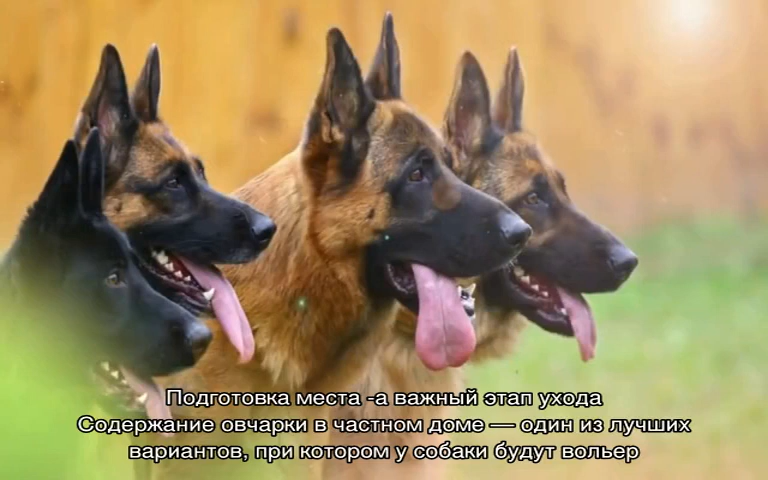 Подготовка места -а важный этап ухода
Содержание овчарки в частном доме — один из лучших
вариантов, при котором у собаки будут вольер